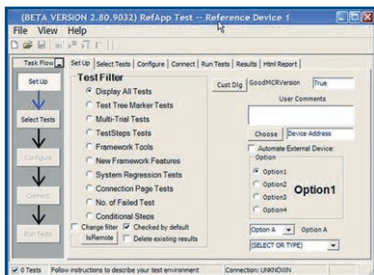 (BETA VERSION 2.80.9032) RefApp Test -- Reference Device 1
File View Help
Task Flow
Set Up Select Tests Configure Connect Run Tests Results Html Report
Set Up
Select Tests
Configure
Connect
Run Tests
Test Filter
Display All Tests
Test Tree Marker Tests
Multi-Trial Tests
TestSteps Tests
Framework Tools
New Framework Features
System Regression Tests
Connection Page Tests
No. of Failed Test
Conditional Steps
Change filter Checked by default
IsRemote Delete existing results
Cust Dlg GoodMCRVersion True
User Comments
Choose Device Address
Automate External Device:
Option
Option1
Option2
Option3
Option4
Option1
Option A Option A
(SELECT OR TYPE)
0 Tests Follow instructions to describe your test environment Connection: UNKNOWN